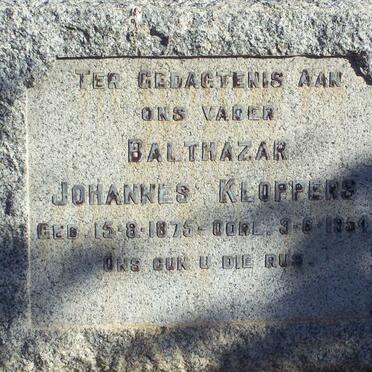 TER GEDAGTENIS AAN
ONS VADER
BALTHAZAR
JOHANNES KLOPPERS
GEB. 15-8-1875-OORL. 3-6-1954
ONS GUN U DIE RUS.